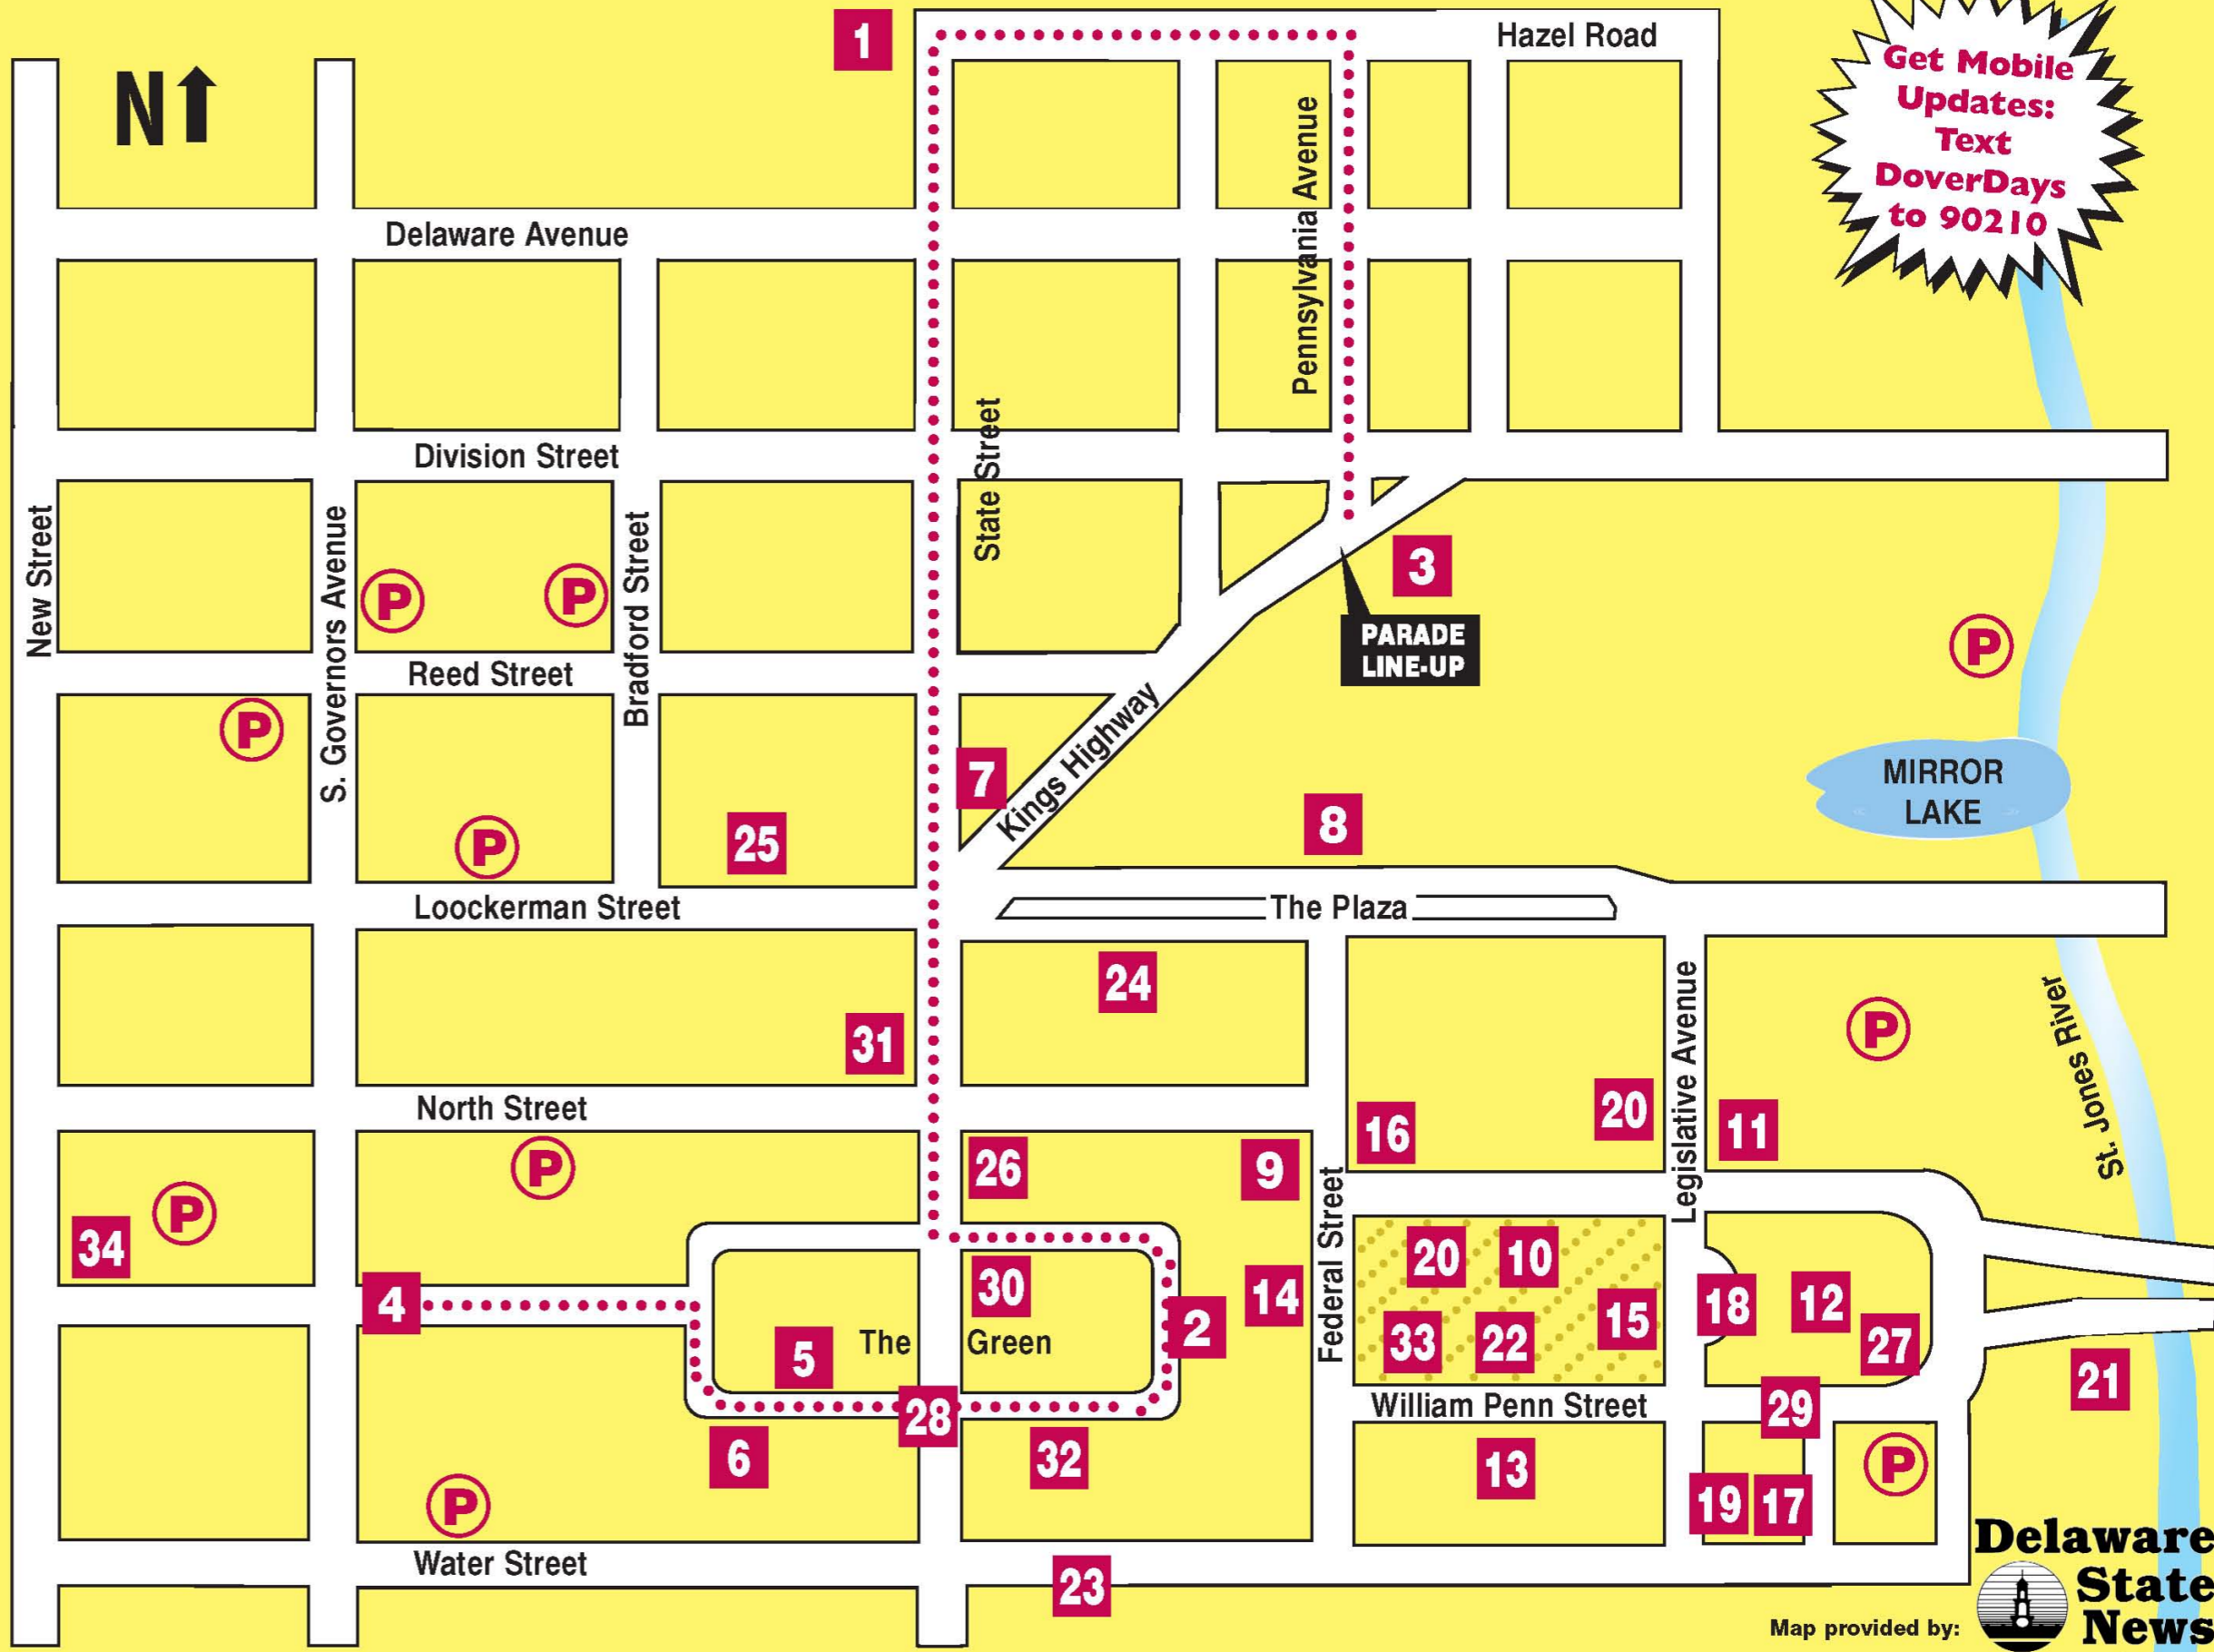 1
Hazel Road
N
Get Mobile
Updates:
Text
DoverDays
to 90210
Pennsylvania Avenue
Delaware Avenue
State Street
Division Street
New Street
S. Governors Avenue
Bradford Street
P
P
3
PARADE
LINE-UP
P
Reed Street
P
7
Kings Highway
MIRROR
LAKE
8
25
P
Loockerman Street
The Plaza
24
Legislative Avenue
P
St. Jones River
31
20
16
11
North Street
26
9
P
Federal Street
34
P
20
10
30
14
18
12
4
2
15
33
22
27
5
The
Green
21
28
William Penn Street
29
6
32
13
P
19
17
P
Water Street
23
Map provided by:
Delaware
State
News